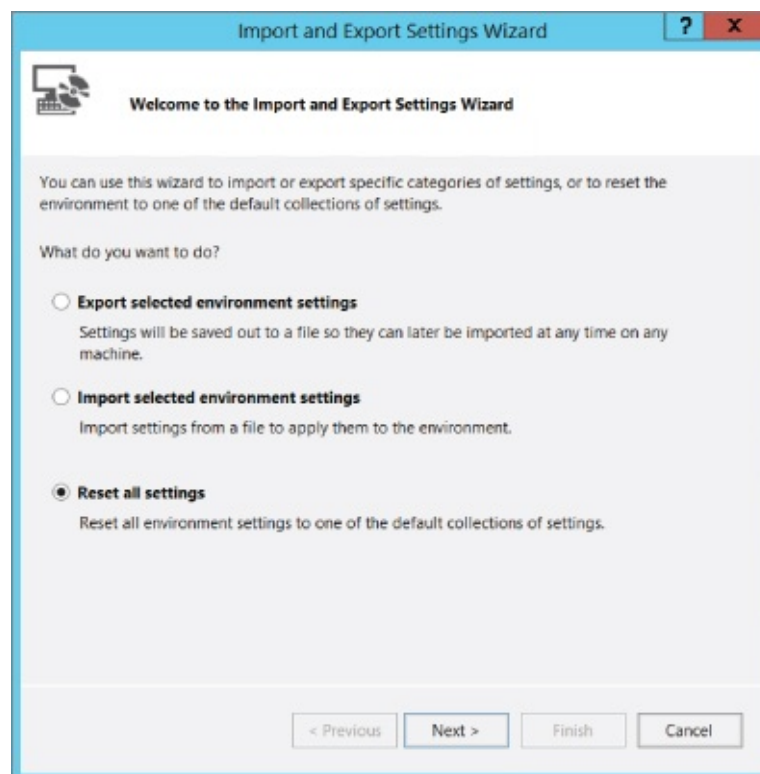 Import and Export Settings Wizard
? X
Welcome to the Import and Export Settings Wizard
You can use this wizard to import or export specific categories of settings, or to reset the
environment to one of the default collections of settings.
What do you want to do?
Export selected environment settings
Settings will be saved out to a file so they can later be imported at any time on any
machine.
Import selected environment settings
Import settings from a file to apply them to the environment.
Reset all settings
Reset all environment settings to one of the default collections of settings.
< Previous Next > Finish Cancel